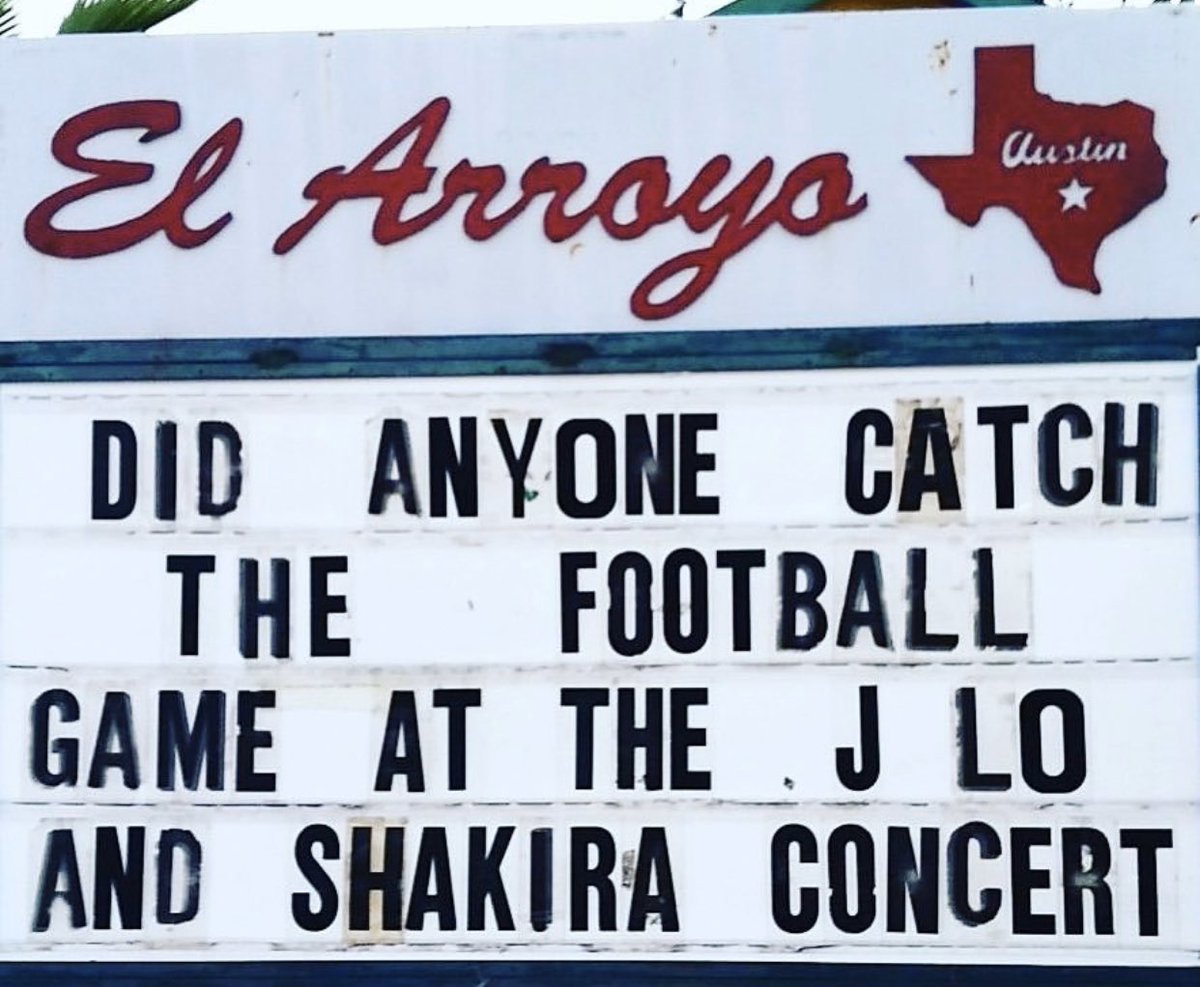 El Arroyo
Austin
DID ANYONE CATCH
THE FOOTBALL
GAME AT THE J LO
AND SHAKIRA CONCERT